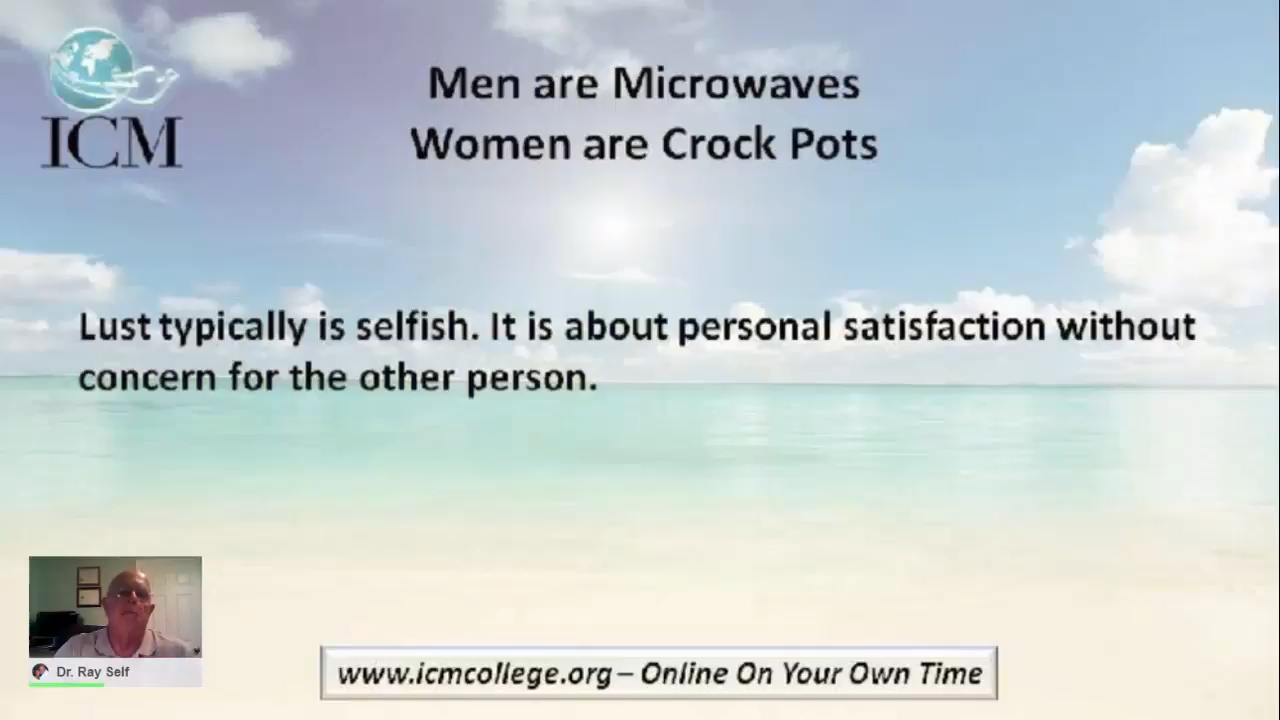 ICM
Men are Microwaves
Women are Crock Pots
Lust typically is selfish. It is about personal satisfaction without
concern for the other person.
Dr. Ray Self
www.icmcollege.org – Online On Your Own Time